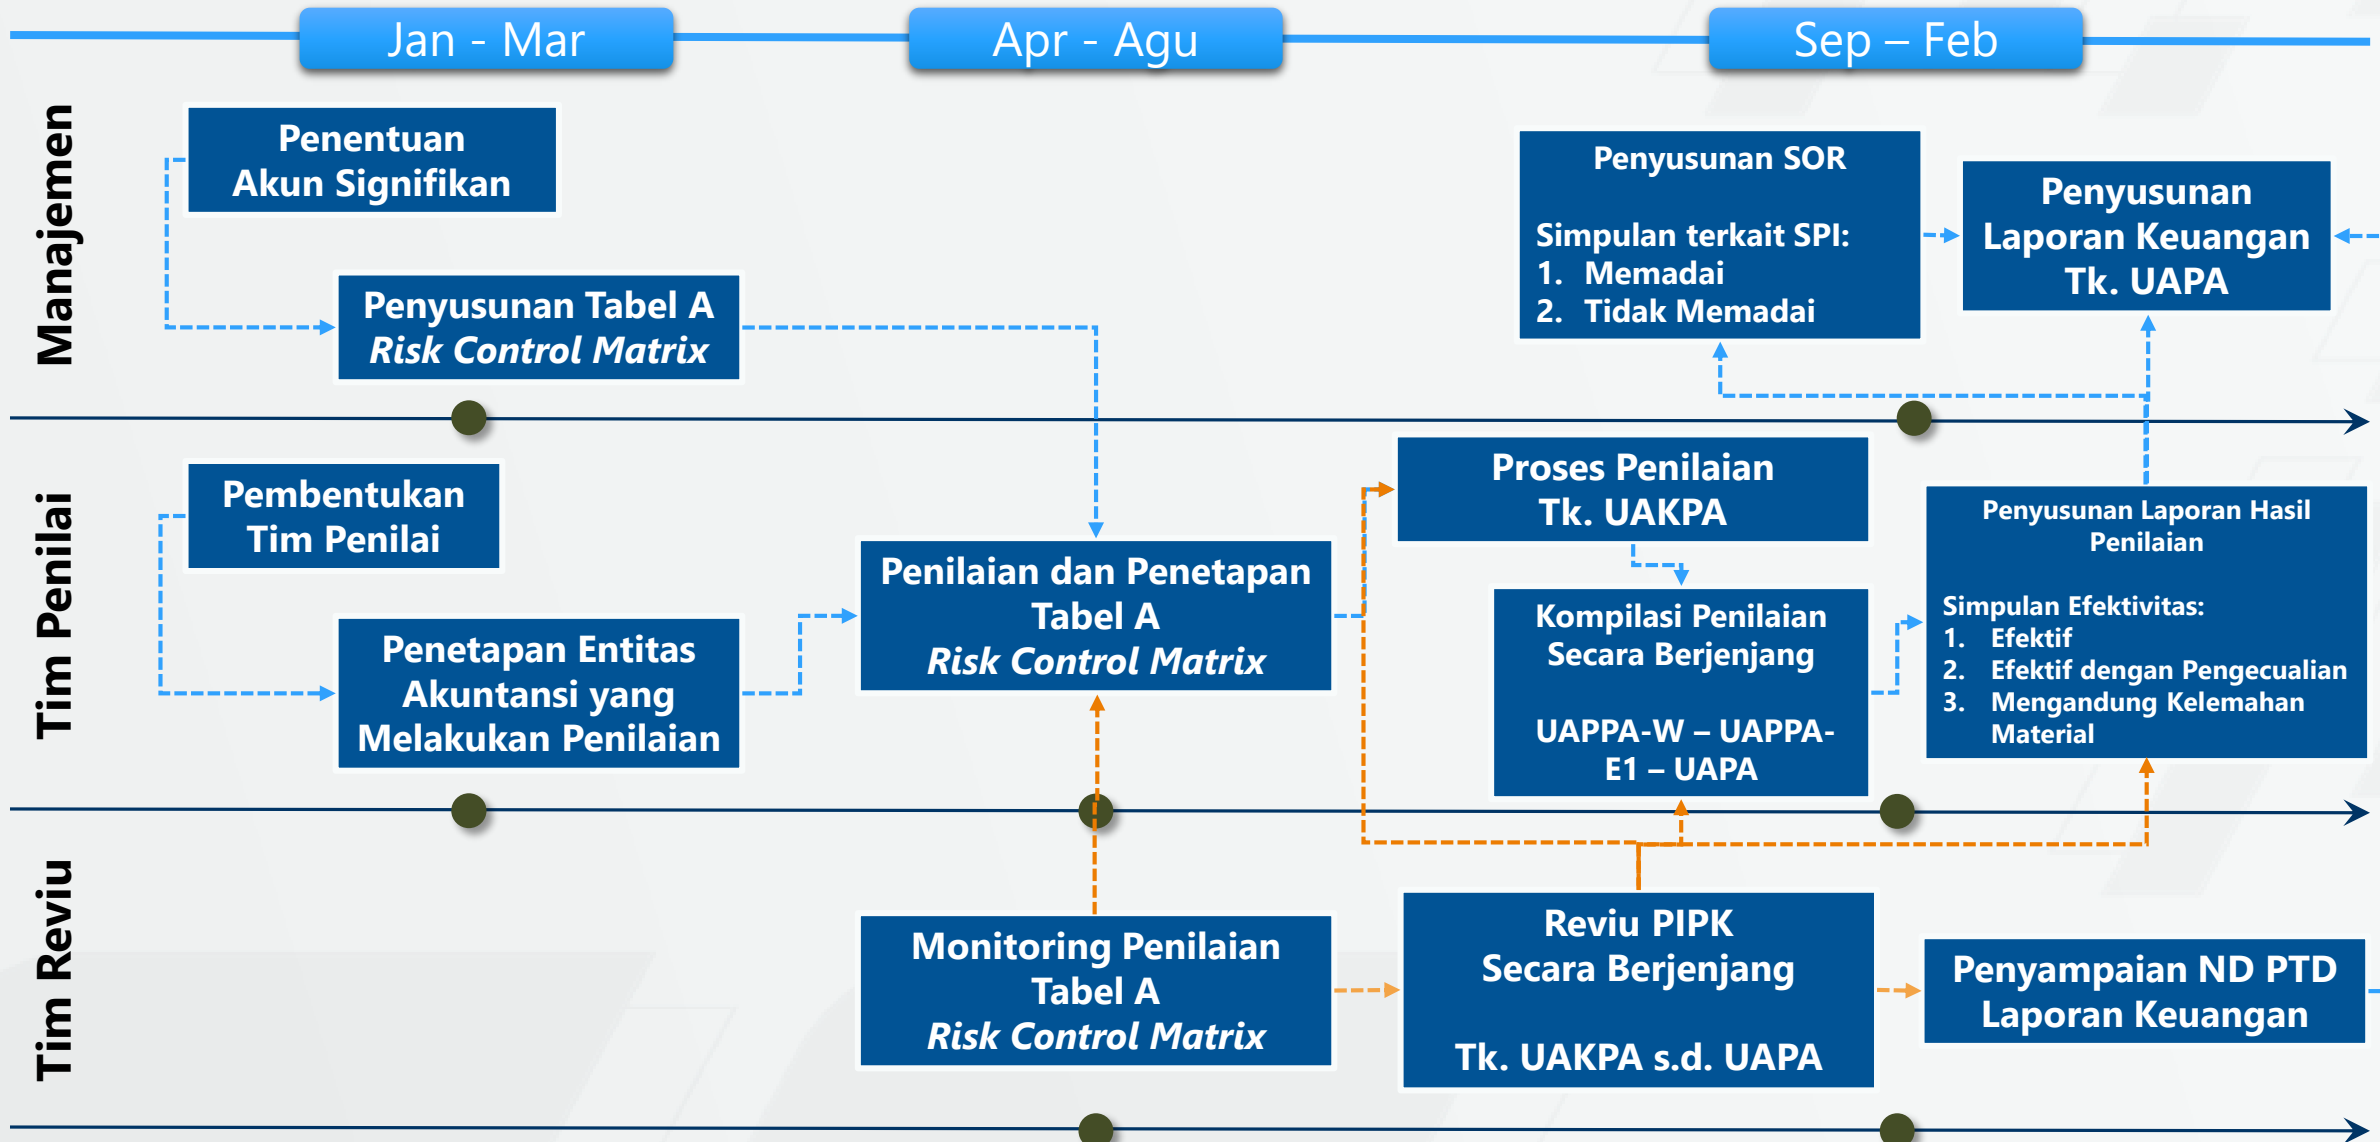 Jan - Mar
Apr - Agu
Sep – Feb
Manajemen
Penentuan
Akun Signifikan
Penyusunan Tabel A
Risk Control Matrix
Penyusunan SOR
Simpulan terkait SPI:
1. Memadai
2. Tidak Memadai
Penyusunan
Laporan Keuangan
Tk. UAPA
Tim Penilai
Pembentukan
Tim Penilai
Penetapan Entitas
Akuntansi yang
Melakukan Penilaian
Penilaian dan Penetapan
Tabel A
Risk Control Matrix
Proses Penilaian
Tk. UAKPA
Kompilasi Penilaian
Secara Berjenjang
UAPPA-W – UAPPA-
E1 – UAPA
Penyusunan Laporan Hasil
Penilaian
Simpulan Efektivitas:
1. Efektif
2. Efektif dengan Pengecualian
3. Mengandung Kelemahan
Material
Tim Reviu
Monitoring Penilaian
Tabel A
Risk Control Matrix
Reviu PIPK
Secara Berjenjang
Tk. UAKPA s.d. UAPA
Penyampaian ND PTD
Laporan Keuangan